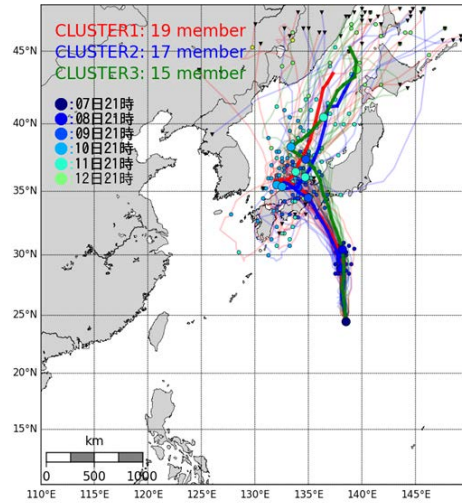 CLUSTER1: 19 member
CLUSTER2: 17 member
CLUSTER3: 15 member
:07日21時
:08日21時
:09日21時
:10日21時
:11日21時
:12日21時
45°N
40°N
35°N
30°N
25°N
20°N
15°N
km
0 500 1000
110°E 115°E 120°E 125°E 130°E 135°E 140°E 145°E